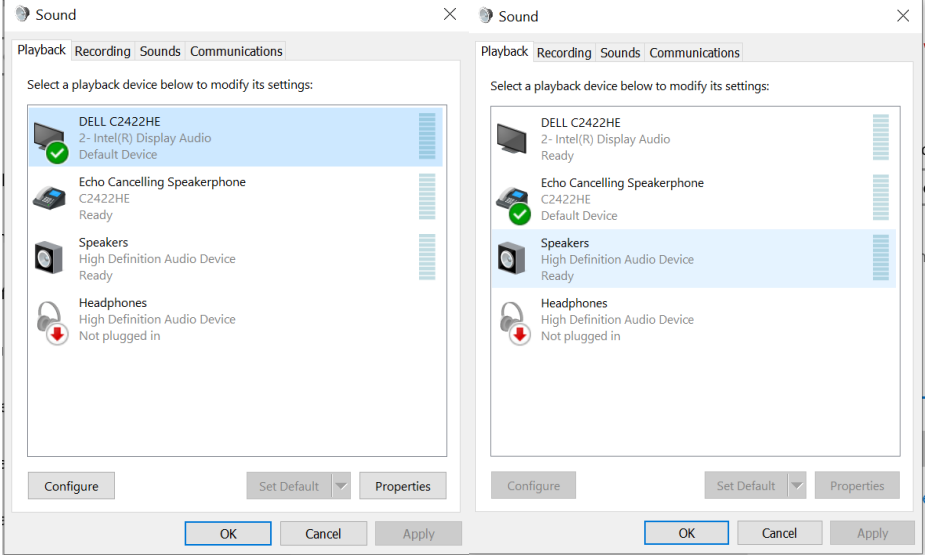 Sound
Playback Recording Sounds Communications
Select a playback device below to modify its settings:
DELL C2422HE
2- Intel(R) Display Audio
Default Device
Echo Cancelling Speakerphone
C2422HE
Ready
Speakers
High Definition Audio Device
Ready
Headphones
High Definition Audio Device
Not plugged in
Configure Set Default Properties
OK Cancel Apply
Sound
Playback Recording Sounds Communications
Select a playback device below to modify its settings:
DELL C2422HE
2- Intel(R) Display Audio
Ready
Echo Cancelling Speakerphone
C2422HE
Default Device
Speakers
High Definition Audio Device
Ready
Headphones
High Definition Audio Device
Not plugged in
Configure Set Default Properties
OK Cancel Apply